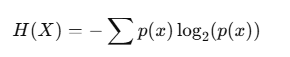 H(X) = − ∑ p(x) log₂(p(x))